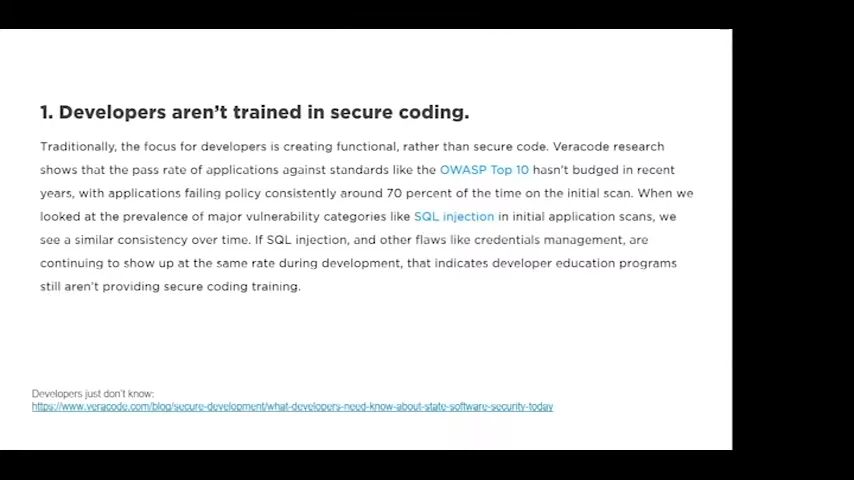 1. Developers aren't trained in secure coding.
Traditionally, the focus for developers is creating functional, rather than secure code. Veracode research
shows that the pass rate of applications against standards like the OWASP Top 10 hasn't budged in recent
years, with applications failing policy consistently around 70 percent of the time on the initial scan. When we
looked at the prevalence of major vulnerability categories like SQL injection in initial application scans, we
see a similar consistency over time. If SQL injection, and other flaws like credentials management, are
continuing to show up at the same rate during development, that indicates developer education programs
still aren't providing secure coding training.
Developers just don't know:
https://www.veracode.com/blog/secure-development/what-developers-need-know-about-state-software-security-today